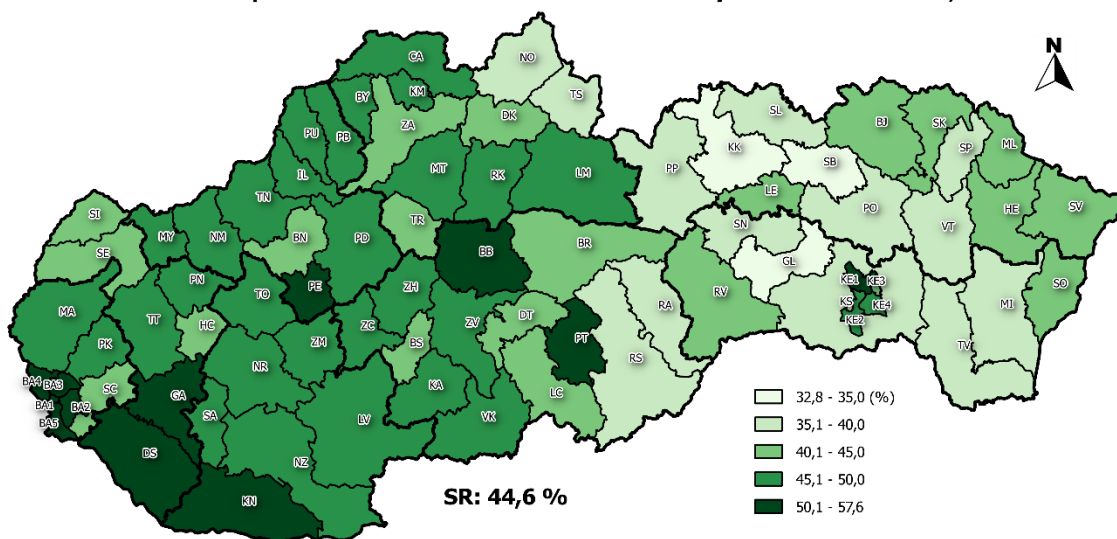 N
CA
NO
KM
BY
TS
SL
BJ
SK
DK
ZA
PU
PB
ML
SP
KK
SB
MT
RK
LM
PP
IL
LE
TN
PO
HE
SV
VT
SI
TR
SN
BN
MY
NM
PD
BR
SE
BB
GL
PN
PE
KE1
KE3
SO
TO
ZH
RV
RA
MI
MA
KS
KE4
TT
HC
DT
ZC
ZV
KE2
PT
BS
ZM
PK
TV
RS
NR
BA4
BA3
SC
KA
LC
GA
BA1
BA2
SA
LV
VK
BA5
DS
NZ
KN
SR: 44,6 %
32,8 - 35,0 (%)
35,1 - 40,0
40,1 - 45,0
45,1 - 50,0
50,1 - 57,6